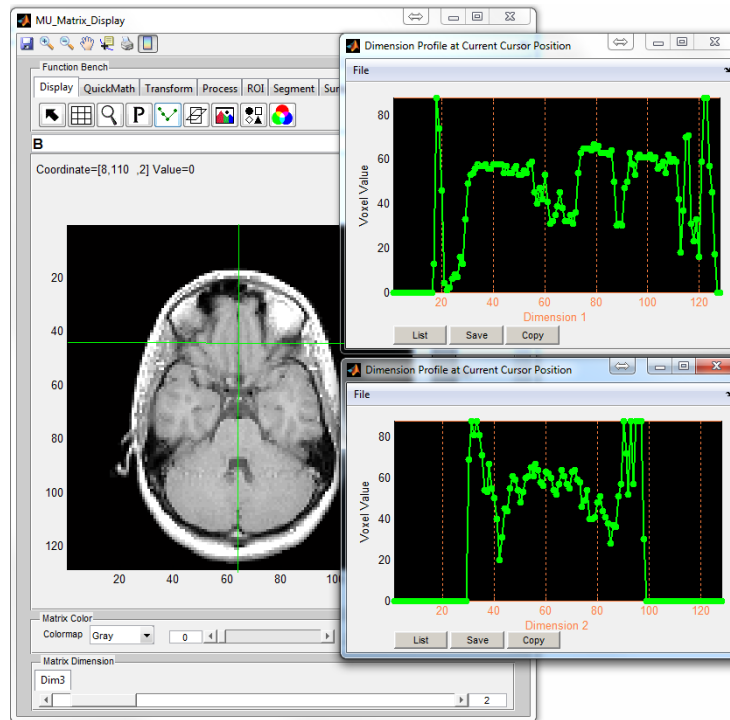 MU_Matrix_Display
Function Bench
Display QuickMath Transform Process ROI Segment
P
B
Coordinate=[8,110 ,2] Value=0
20
40
60
80
100
120
20 40 60 80
Matrix Color
Colormap Gray 0
Matrix Dimension
Dim3
2
Dimension Profile at Current Cursor Position
File
Voxel Value
80
60
40
20
0
20 40 60 80 100 120
Dimension 1
List Save Copy
Dimension Profile at Current Cursor Position
File
Voxel Value
80
60
40
20
0
20 40 60 80 100 120
Dimension 2
List Save Copy